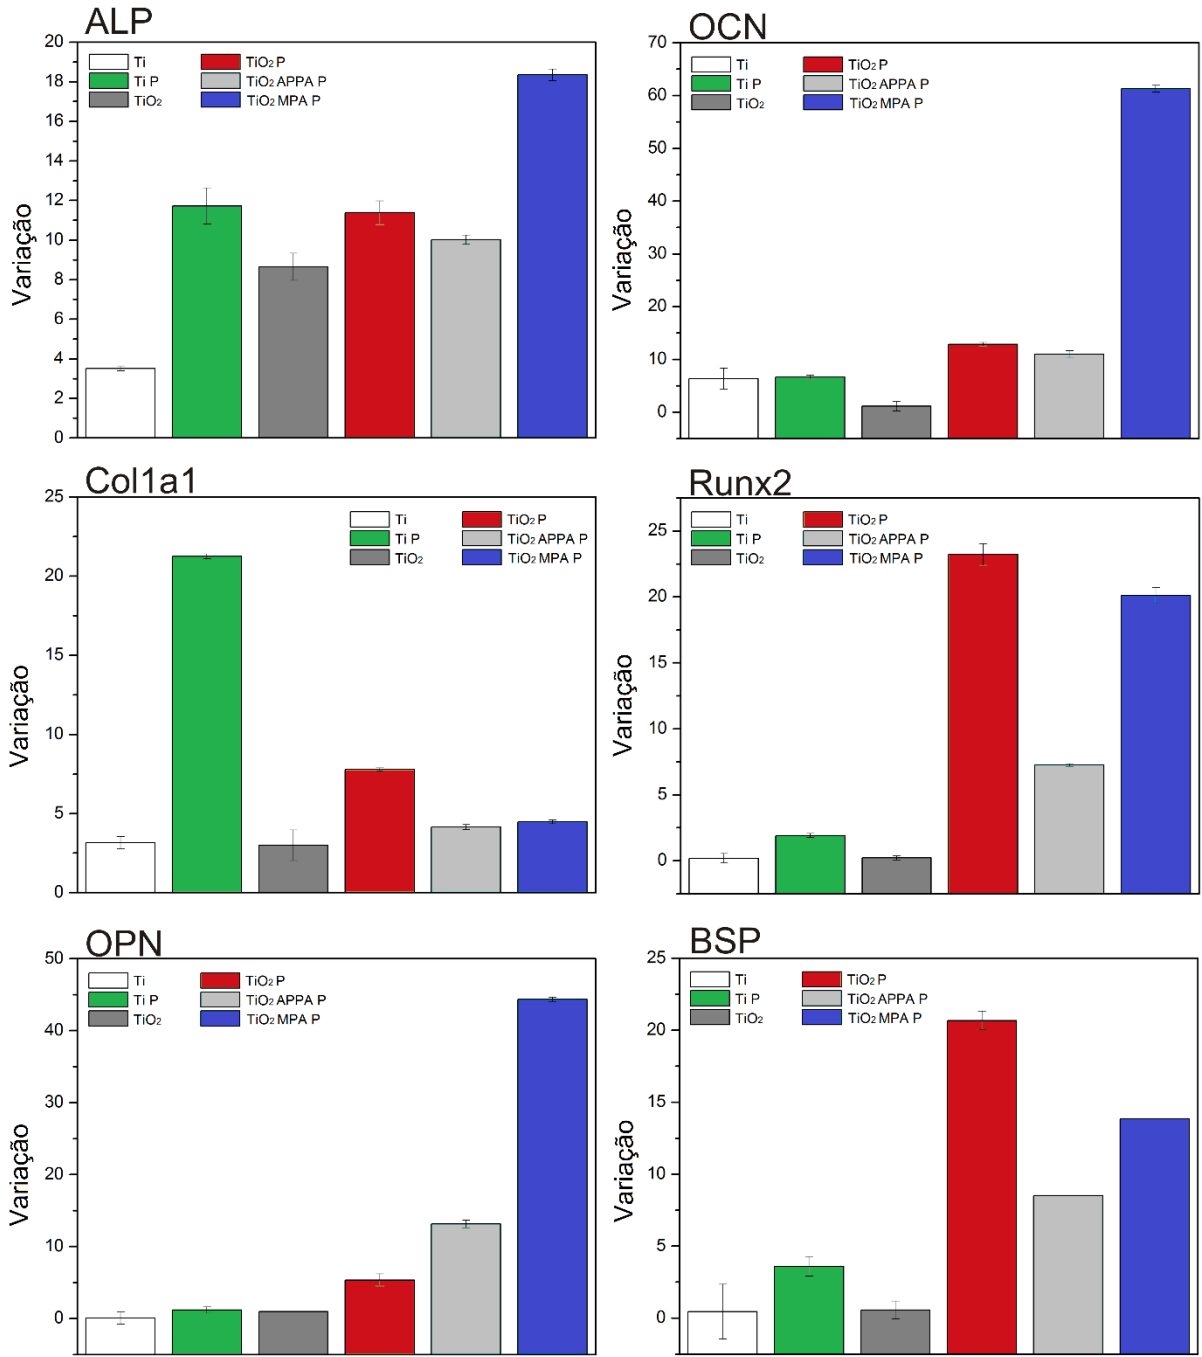 ALP
Variação
20
18
16
14
12
10
8
6
4
2
0
Ti
Ti P
TiO2
TiO2 P
TiO2 APPA P
TiO2 MPA P
OCN
Variação
70
60
50
40
30
20
10
0
Ti
Ti P
TiO2
TiO2 P
TiO2 APPA P
TiO2 MPA P
Col1a1
Variação
25
20
15
10
5
0
Ti
Ti P
TiO2
TiO2 P
TiO2 APPA P
TiO2 MPA P
Runx2
Variação
25
20
15
10
5
0
Ti
Ti P
TiO2
TiO2 P
TiO2 APPA P
TiO2 MPA P
OPN
Variação
50
40
30
20
10
0
Ti
Ti P
TiO2
TiO2 P
TiO2 APPA P
TiO2 MPA P
BSP
Variação
25
20
15
10
5
0
Ti
Ti P
TiO2
TiO2 P
TiO2 APPA P
TiO2 MPA P